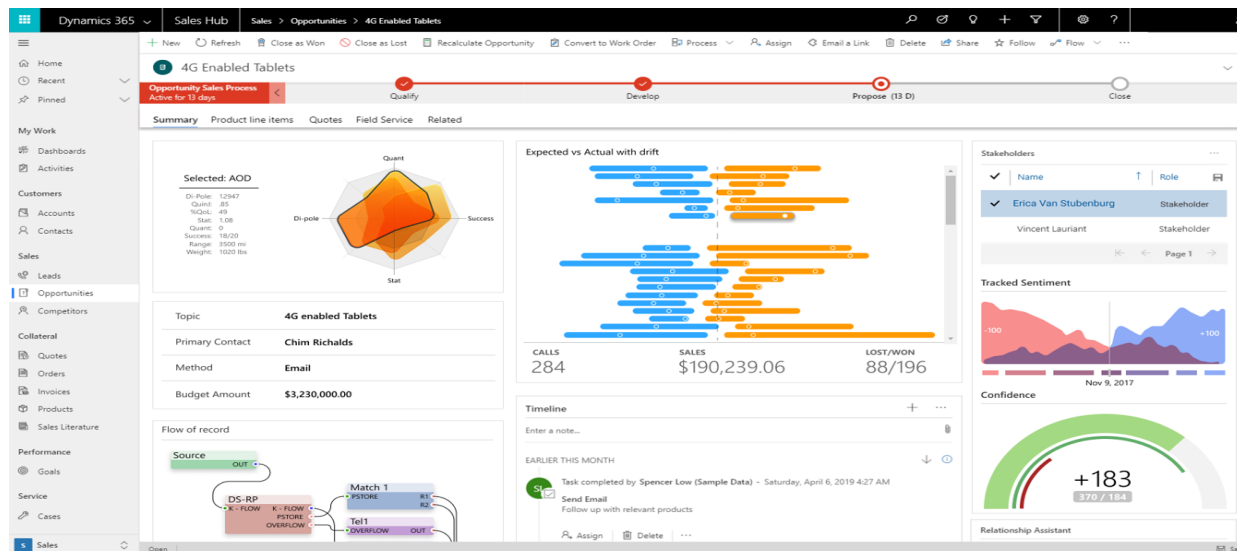 Dynamics 365
Sales Hub
Sales > Opportunities > 4G Enabled Tablets
New
Refresh
Close as Won
Close as Lost
Recalculate Opportunity
Convert to Work Order
Process
Assign
Email a Link
Delete
Share
Follow
Flow
Home
Recent
Pinned
My Work
Dashboards
Activities
Customers
Accounts
Contacts
Sales
Leads
Opportunities
Competitors
Collateral
Quotes
Orders
Invoices
Products
Sales Literature
Performance
Goals
Service
Cases
S Sales
4G Enabled Tablets
Opportunity Sales Process
Active for 13 days
Qualify
Develop
Propose (13 D)
Close
Summary
Product line items
Quotes
Field Service
Related
Selected: AOD
Di-Pole: 12947
Quint: .85
%QoL: 49
Stat: 1.08
Quant: 0
Success: 18/20
Range: 3500 mi
Weight: 1020 lbs
Quant
Di-pole
Success
Stat
Topic 4G enabled Tablets
Primary Contact Chim Richalds
Method Email
Budget Amount $3,230,000.00
Flow of record
Source
OUT
DS-RP
K - FLOW K - FLOW
PSTORE
OVERFLOW
Match 1
PSTORE R1
R2
Tel1
OVERFLOW OUT
Expected vs Actual with drift
CALLS
284
SALES
$190,239.06
LOST/WON
88/196
Timeline
Enter a note...
EARLIER THIS MONTH
SL
Task completed by Spencer Low (Sample Data) - Saturday, April 6, 2019 4:27 AM
Send Email
Follow up with relevant products
Assign
Delete
Stakeholders
Name
Role
Erica Van Stubenburg Stakeholder
Vincent Lauriant Stakeholder
Page 1
Tracked Sentiment
-100
+100
Nov 9, 2017
Confidence
+183
370 / 184
Relationship Assistant
Open